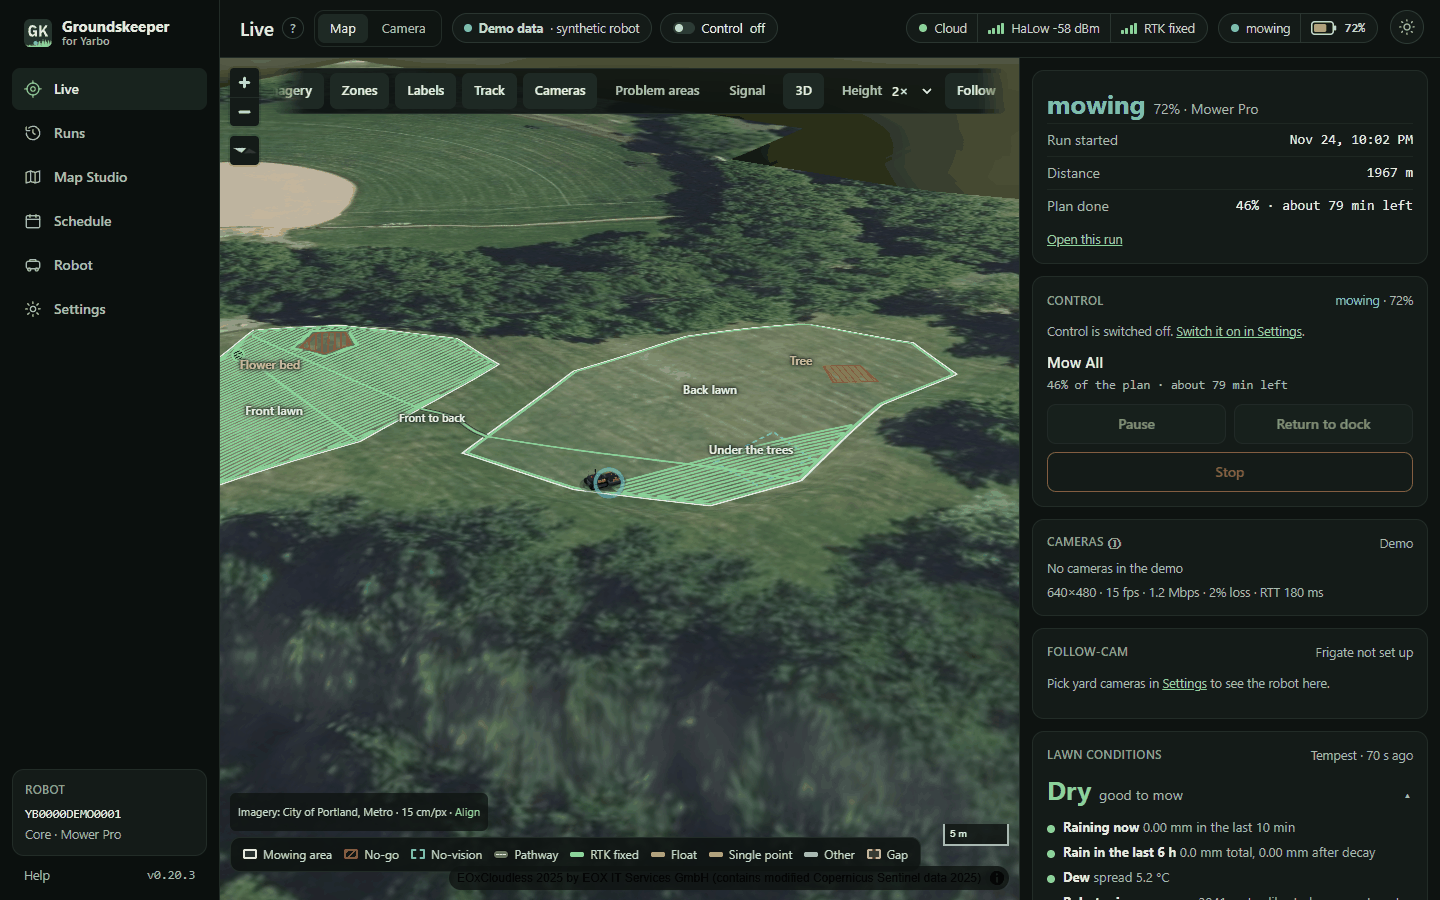 GK
Groundskeeper
for Yarbo
Live
?
Map
Camera
Demo data · synthetic robot
Control off
Cloud
HaLow -58 dBm
RTK fixed
mowing
72%
Live
Runs
Map Studio
Schedule
Robot
Settings
ROBOT
YB0000DEMO0001
Core · Mower Pro
Help
v0.20.3
+
−
agery
Zones
Labels
Track
Cameras
Problem areas
Signal
3D
Height 2×
Follow
Flower bed
Front lawn
Front to back
Tree
Back lawn
Under the trees
Imagery: City of Portland, Metro · 15 cm/px · Align
5 m
Mowing area
No-go
No-vision
Pathway
RTK fixed
Float
Single point
Other
Gap
EOxCloudless 2025 by EOX IT Services GmbH (contains modified Copernicus Sentinel data 2025)
mowing 72% · Mower Pro
Run started Nov 24, 10:02 PM
Distance 1967 m
Plan done 46% · about 79 min left
Open this run
CONTROL mowing · 72%
Control is switched off. Switch it on in Settings.
Mow All
46% of the plan · about 79 min left
Pause
Return to dock
Stop
CAMERAS Demo
No cameras in the demo
640×480 · 15 fps · 1.2 Mbps · 2% loss · RTT 180 ms
FOLLOW-CAM Frigate not set up
Pick yard cameras in Settings to see the robot here.
LAWN CONDITIONS Tempest · 70 s ago
Dry good to mow
Raining now 0.00 mm in the last 10 min
Rain in the last 6 h 0.0 mm total, 0.00 mm after decay
Dew spread 5.2 °C